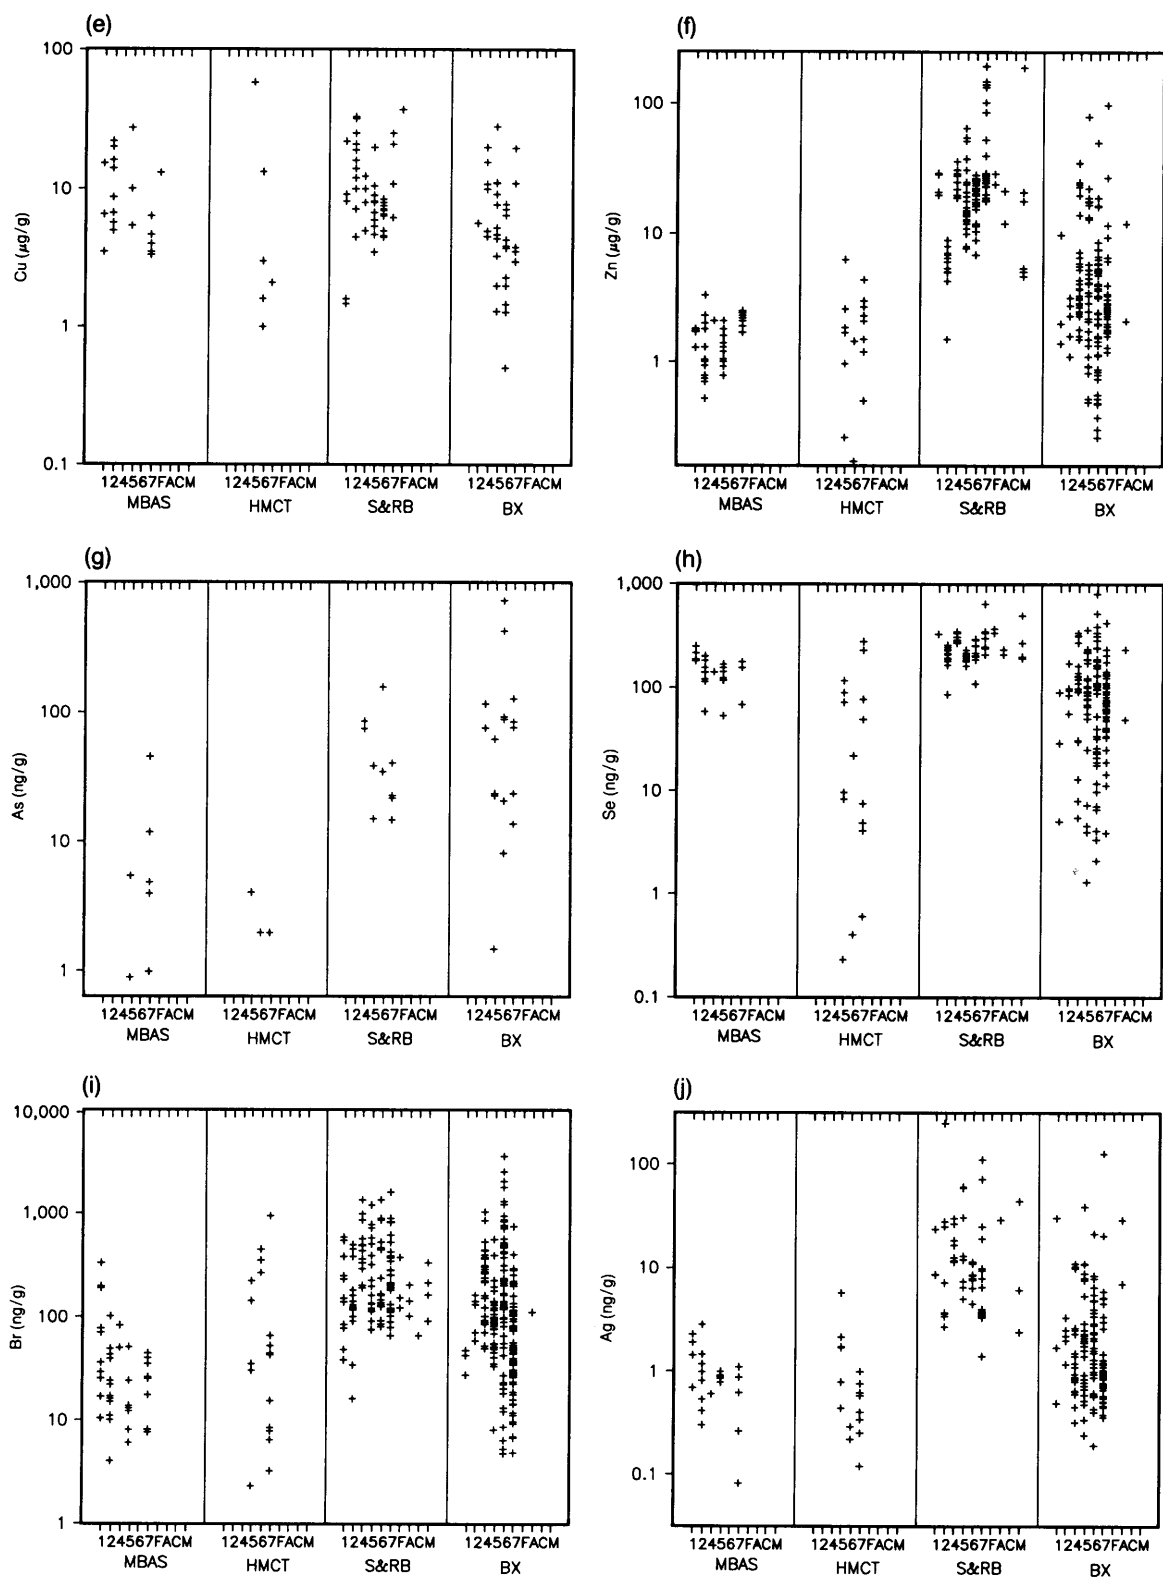 (e)
100
10
1
0.1
Cu (μg/g)
124567FACM 124567FACM 124567FACM 124567FACM
MBAS HMCT S&RB BX
(f)
100
10
1
Zn (μg/g)
124567FACM 124567FACM 124567FACM 124567FACM
MBAS HMCT S&RB BX
(g)
1,000
100
10
1
As (ng/g)
124567FACM 124567FACM 124567FACM 124567FACM
MBAS HMCT S&RB BX
(h)
1,000
100
10
1
0.1
Se (ng/g)
124567FACM 124567FACM 124567FACM 124567FACM
MBAS HMCT S&RB BX
(i)
10,000
1,000
100
10
1
Br (ng/g)
124567FACM 124567FACM 124567FACM 124567FACM
MBAS HMCT S&RB BX
(j)
100
10
1
0.1
Ag (ng/g)
124567FACM 124567FACM 124567FACM 124567FACM
MBAS HMCT S&RB BX